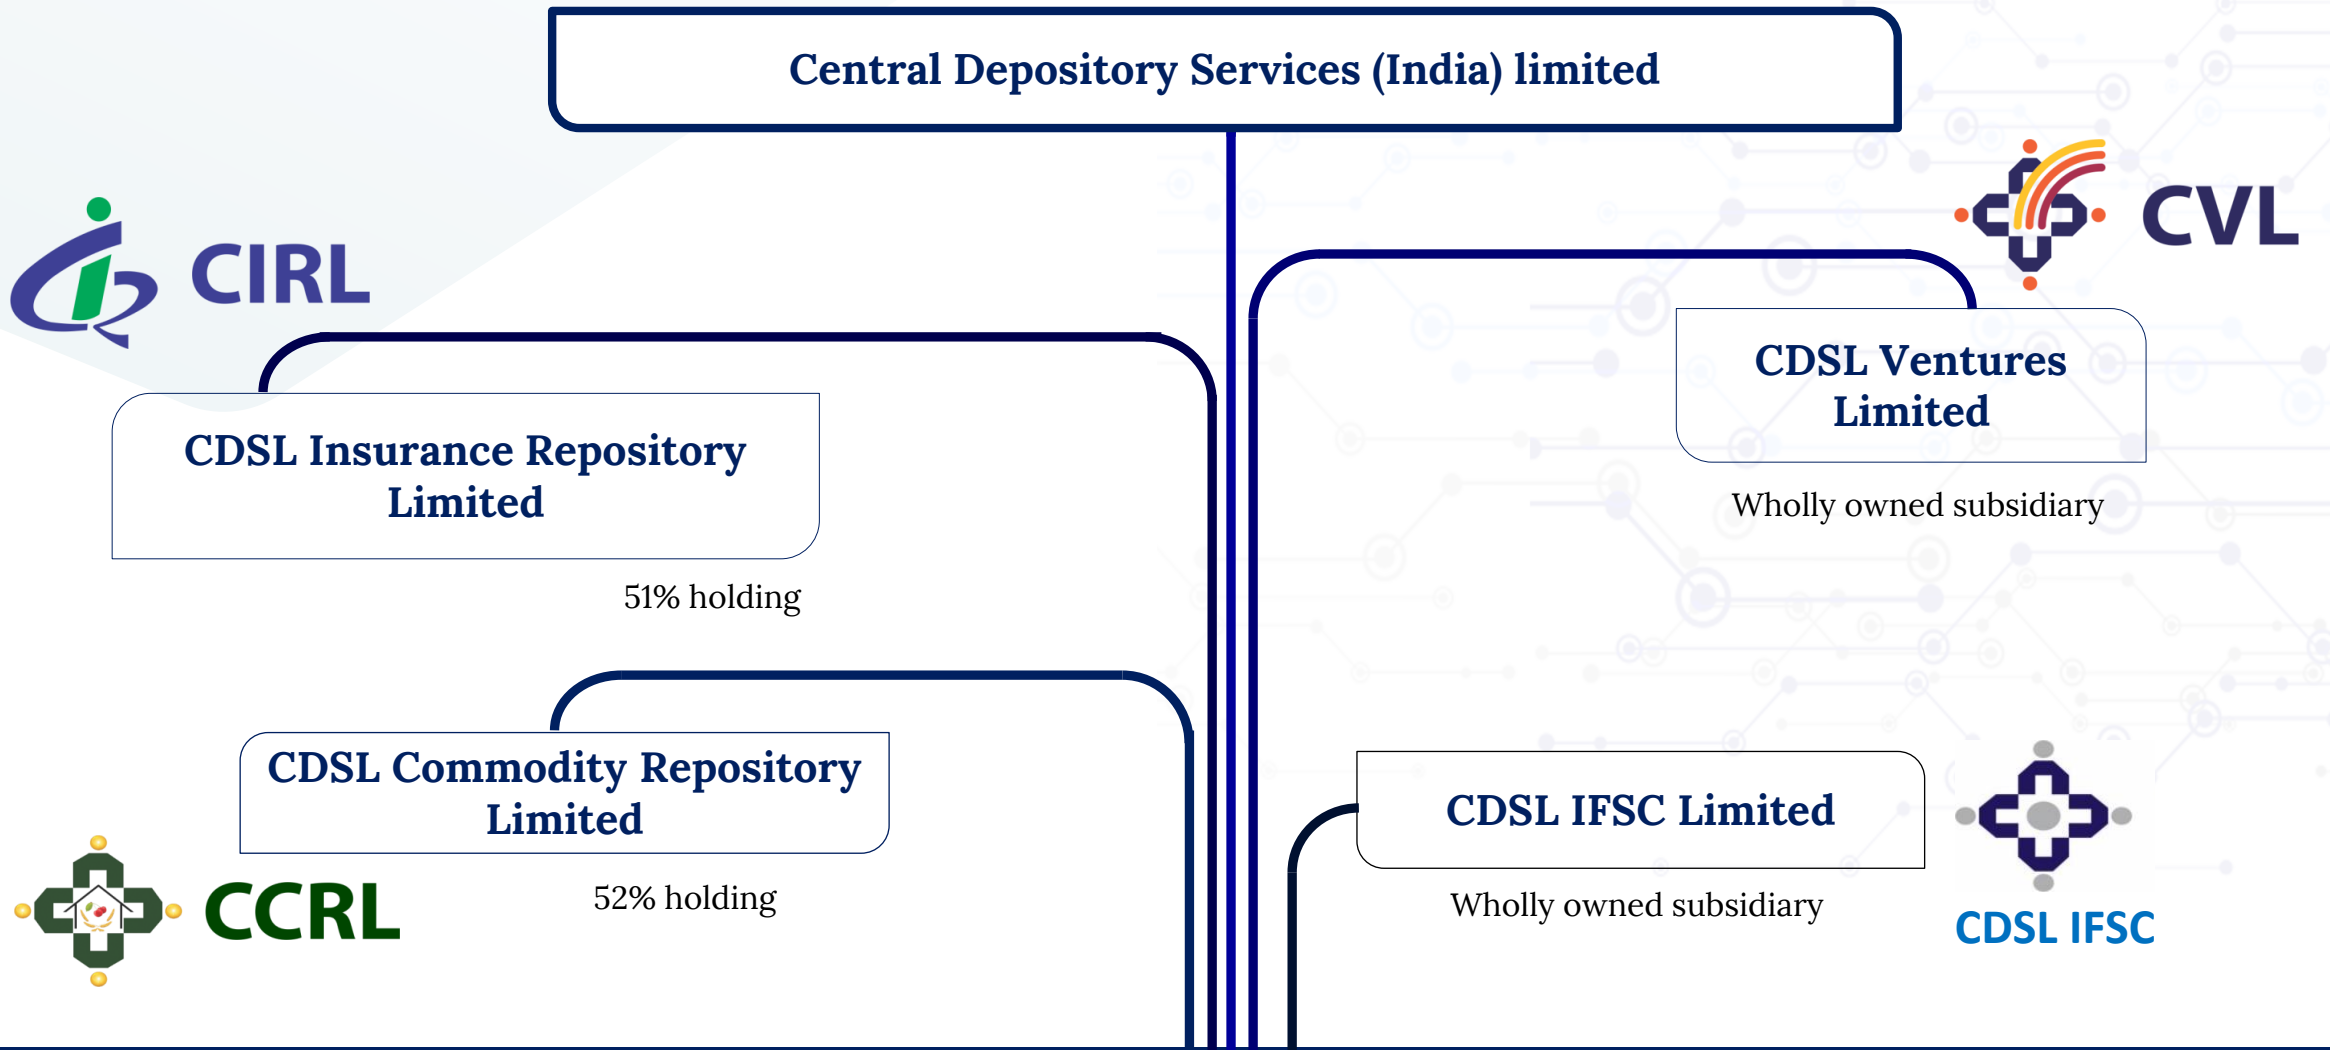 Central Depository Services (India) limited
CIRL
CVL
CDSL Insurance Repository
Limited
51% holding
CDSL Ventures
Limited
Wholly owned subsidiary
CDSL Commodity Repository
Limited
52% holding
CCRL
CDSL IFSC Limited
Wholly owned subsidiary
CDSL IFSC